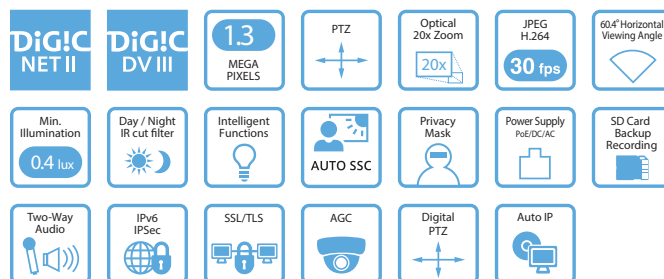 DiG!C
NET II
DiG!C
DV III
1.3
MEGA
PIXELS
PTZ
Optical
20x Zoom
20x
JPEG
H.264
30 fps
60.4° Horizontal
Viewing Angle
Min.
Illumination
0.4 lux
Day / Night
IR cut filter
Intelligent
Functions
AUTO SSC
Privacy
Mask
Power Supply
PoE/DC/AC
SD Card
Backup
Recording
Two-Way
Audio
IPv6
IPSec
SSL/TLS
AGC
Digital
PTZ
Auto IP